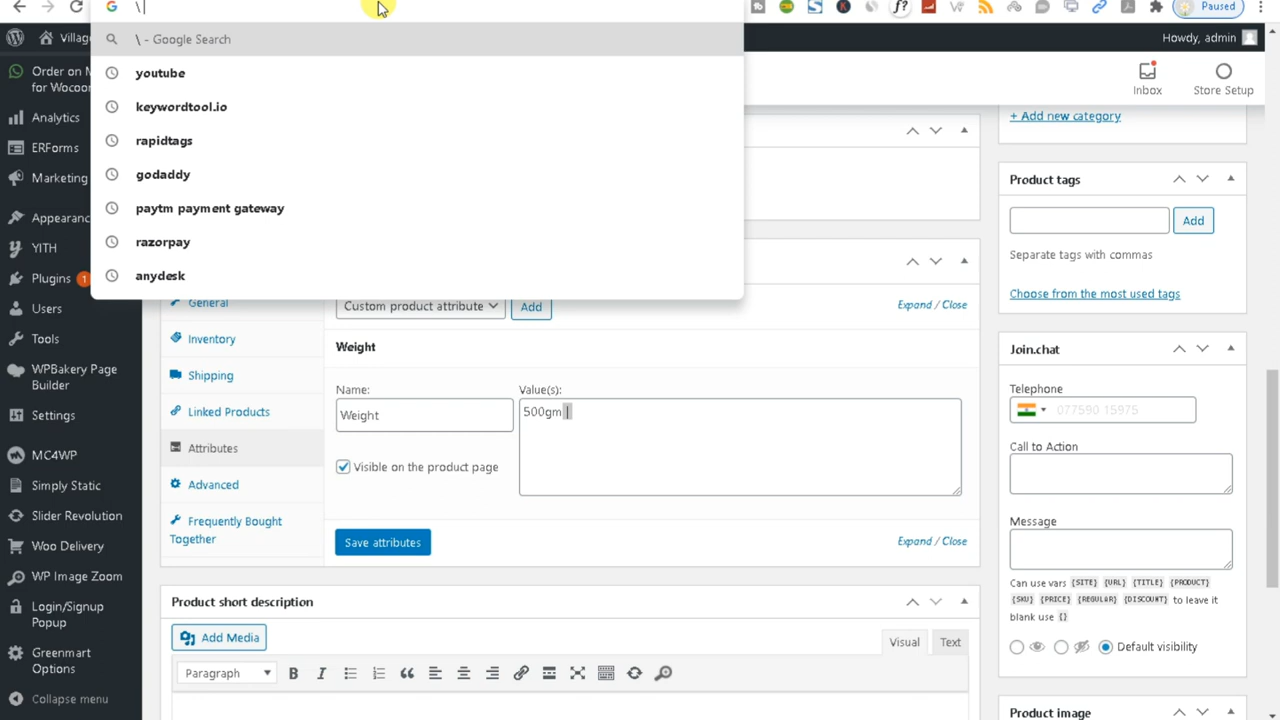 \
Paused
\ - Google Search
youtube
keywordtool.io
rapidtags
godaddy
paytm payment gateway
razorpay
anydesk
Howdy, admin
Inbox
Store Setup
Village
Order on
for Wocoo
Analytics
ERForms
Marketing
Appearanc
YITH
Plugins 1
Users
Tools
WPBakery Page
Builder
Settings
MC4WP
Simply Static
Slider Revolution
Woo Delivery
WP Image Zoom
Login/Signup
Popup
Greenmart
Options
Collapse menu
General
Inventory
Shipping
Linked Products
Attributes
Advanced
Frequently Bought
Together
Custom product attribute
Add
Expand / Close
Weight
Name:
Value(s):
Weight
500gm |
Visible on the product page
Save attributes
Expand / Close
Product short description
Add Media
Visual
Text
Paragraph
B
I
+ Add new category
Product tags
Add
Separate tags with commas
Choose from the most used tags
Join.chat
Telephone
077590 15975
Call to Action
Message
Can use vars {SITE} {URL} {TITLE} {PRODUCT}
{SKU} {PRICE} {REGULAR} {DISCOUNT} to leave it
blank use {}
Default visibility
Product image